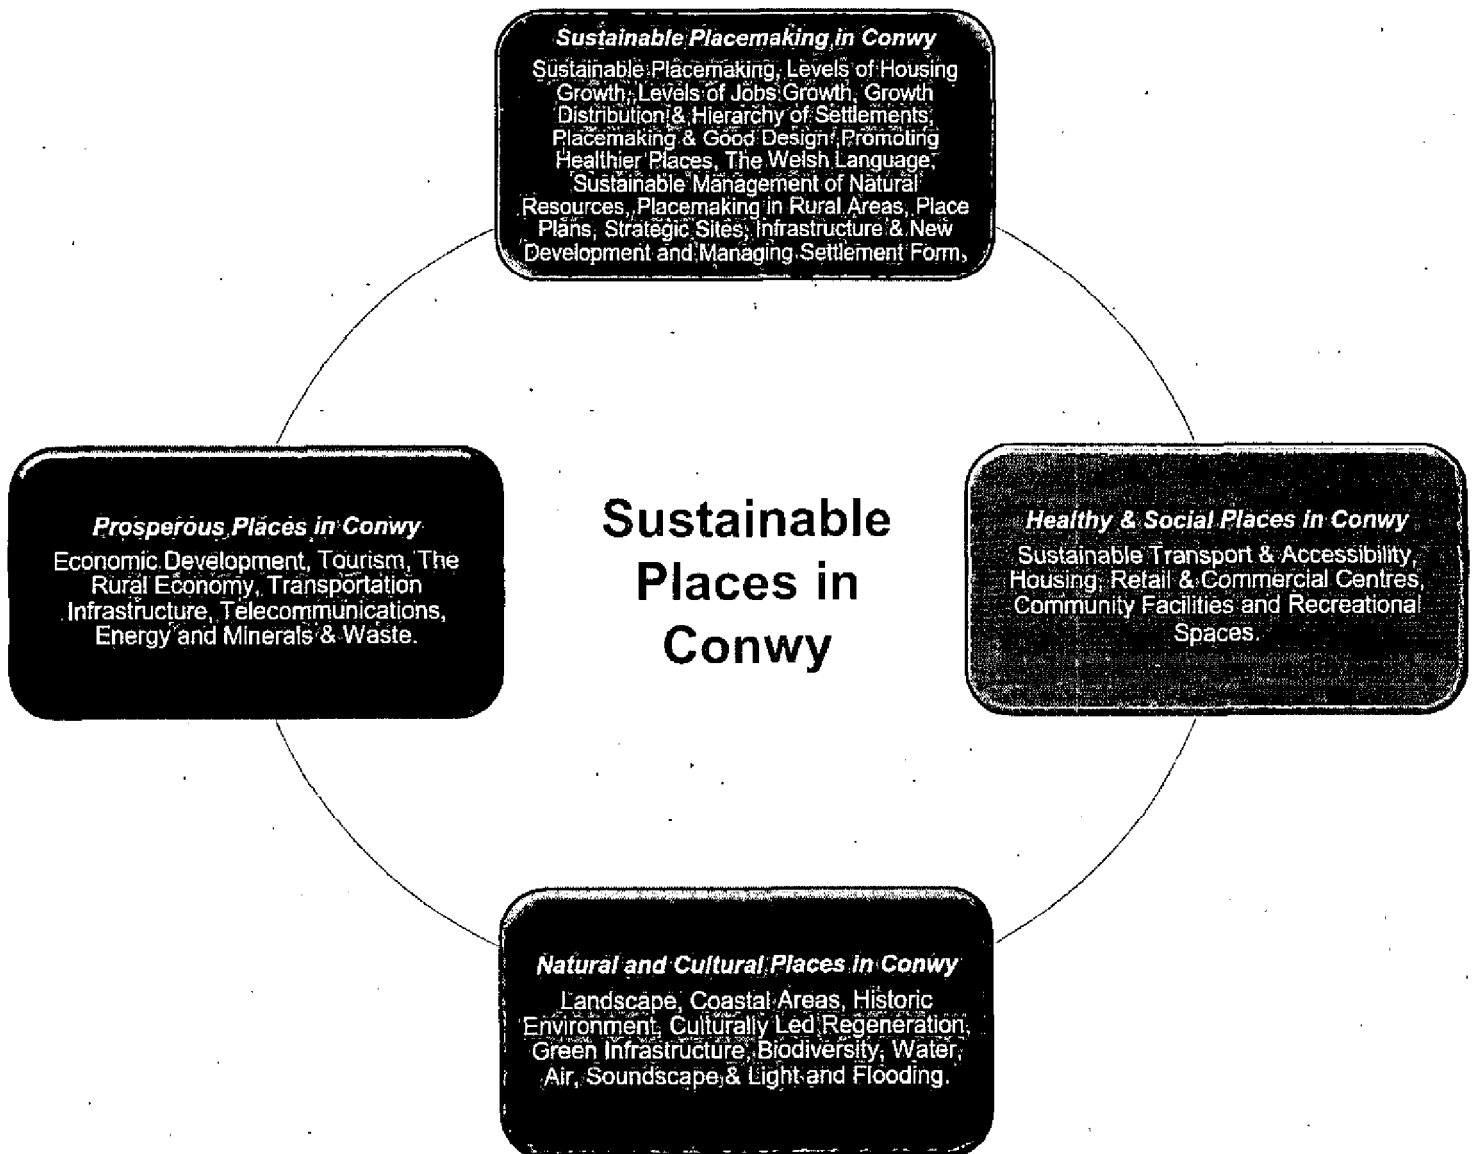 Sustainable Placemaking in Conwy
Sustainable Placemaking, Levels of Housing
Growth, Levels of Jobs Growth, Growth
Distribution & Hierarchy of Settlements,
Placemaking & Good Design, Promoting
Healthier Places, The Welsh Language,
Sustainable Management of Natural
Resources, Placemaking in Rural Areas, Place
Plans, Strategic Sites, Infrastructure & New
Development and Managing Settlement Form,
Prosperous Places in Conwy
Economic Development, Tourism, The
Rural Economy, Transportation
Infrastructure, Telecommunications,
Energy and Minerals & Waste.
Sustainable
Places in
Conwy
Healthy & Social Places in Conwy
Sustainable Transport & Accessibility,
Housing, Retail & Commercial Centres,
Community Facilities and Recreational
Spaces.
Natural and Cultural Places in Conwy
Landscape, Coastal Areas, Historic
Environment, Culturally Led Regeneration,
Green Infrastructure, Biodiversity, Water,
Air, Soundscape & Light and Flooding.